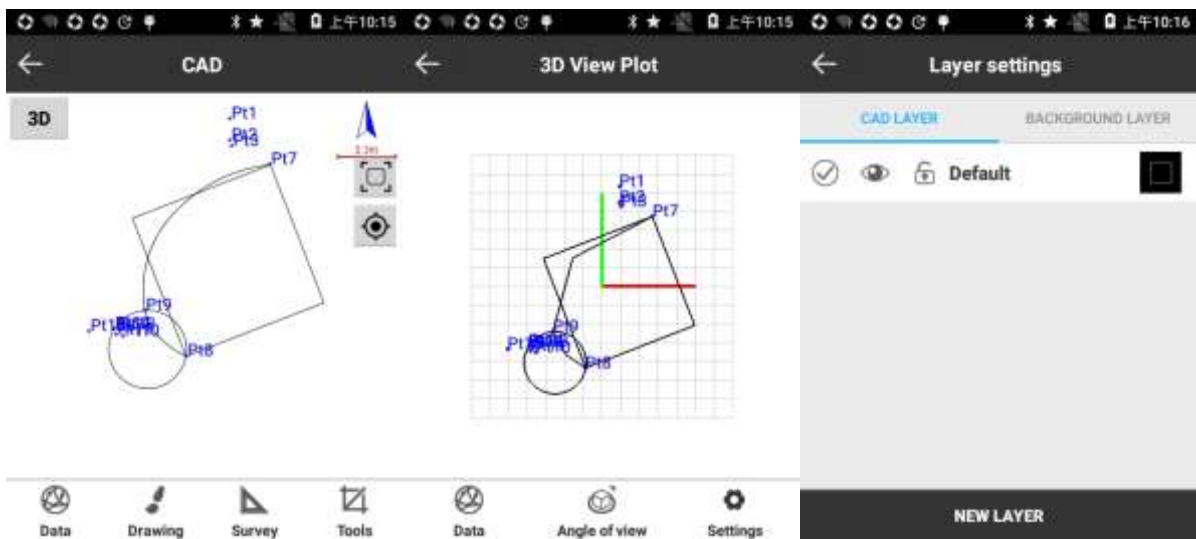 上午10:15
CAD
3D
Pt1
Pt3
Pt7
Pt9
Pt8
Data
Drawing
Survey
Tools
上午10:15
3D View Plot
Pt1
Pt7
Pt8
Data
Angle of view
Settings
上午10:16
Layer settings
CAD LAYER
BACKGROUND LAYER
Default
NEW LAYER